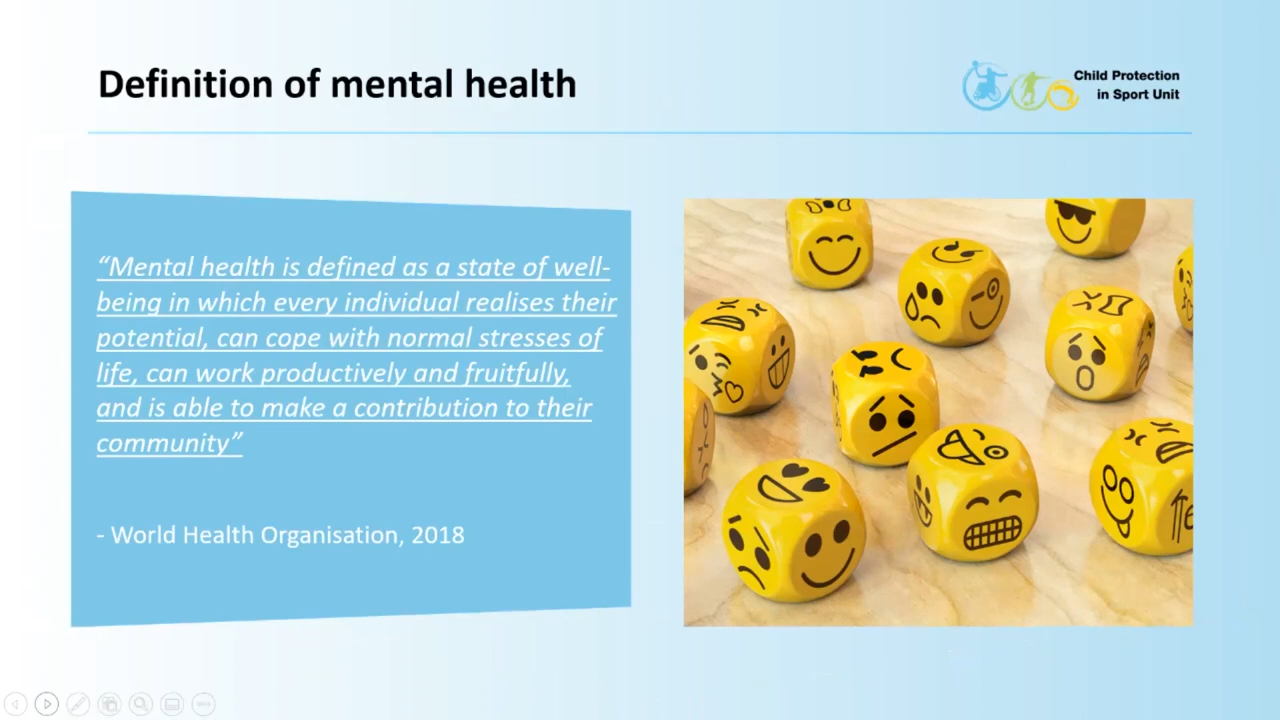 Definition of mental health
Child Protection
in Sport Unit
“Mental health is defined as a state of well-
being in which every individual realises their
potential, can cope with normal stresses of
life, can work productively and fruitfully,
and is able to make a contribution to their
community”
- World Health Organisation, 2018